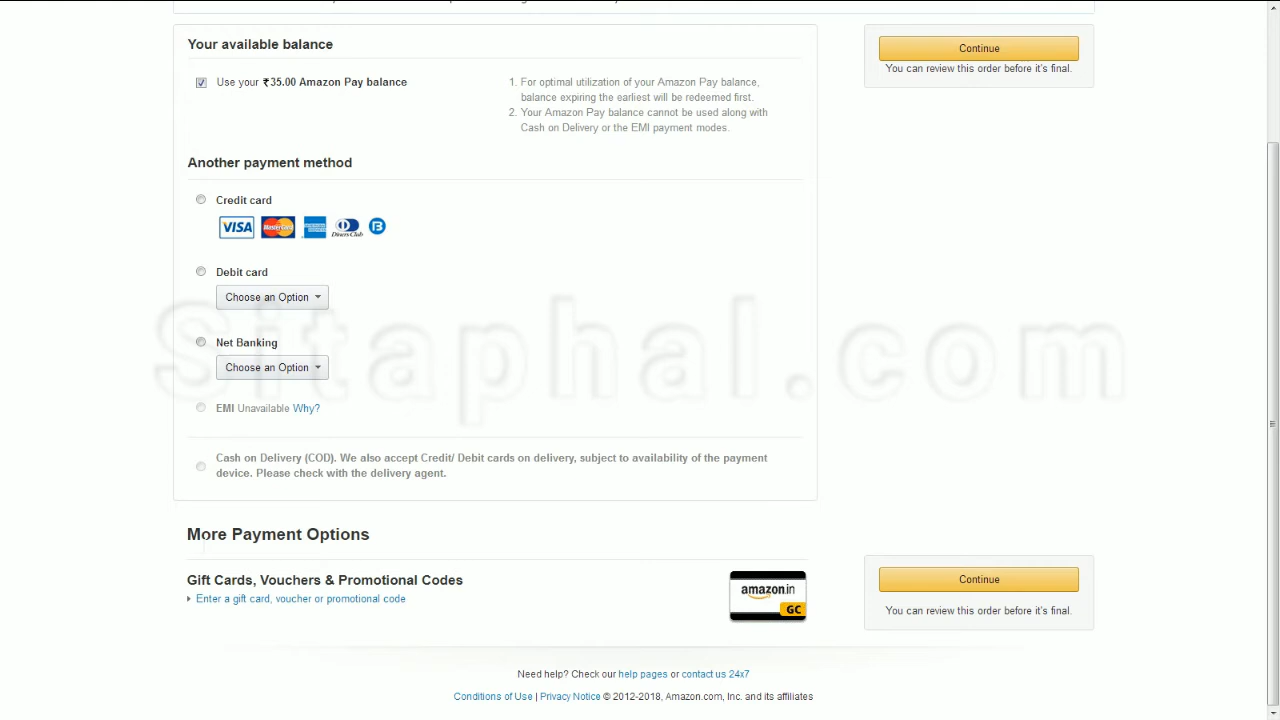 Your available balance
Continue
You can review this order before it's final.
Use your ₹35.00 Amazon Pay balance
1. For optimal utilization of your Amazon Pay balance,
balance expiring the earliest will be redeemed first.
2. Your Amazon Pay balance cannot be used along with
Cash on Delivery or the EMI payment modes.
Another payment method
Credit card
VISA MasterCard Diners Club
Debit card
Choose an Option
Sitaphal.com
Net Banking
Choose an Option
EMI Unavailable Why?
Cash on Delivery (COD). We also accept Credit/ Debit cards on delivery, subject to availability of the payment
device. Please check with the delivery agent.
More Payment Options
Gift Cards, Vouchers & Promotional Codes
Enter a gift card, voucher or promotional code
amazon.in
GC
Continue
You can review this order before it's final.
Need help? Check our help pages or contact us 24x7
Conditions of Use | Privacy Notice © 2012-2018, Amazon.com, Inc. and its affiliates